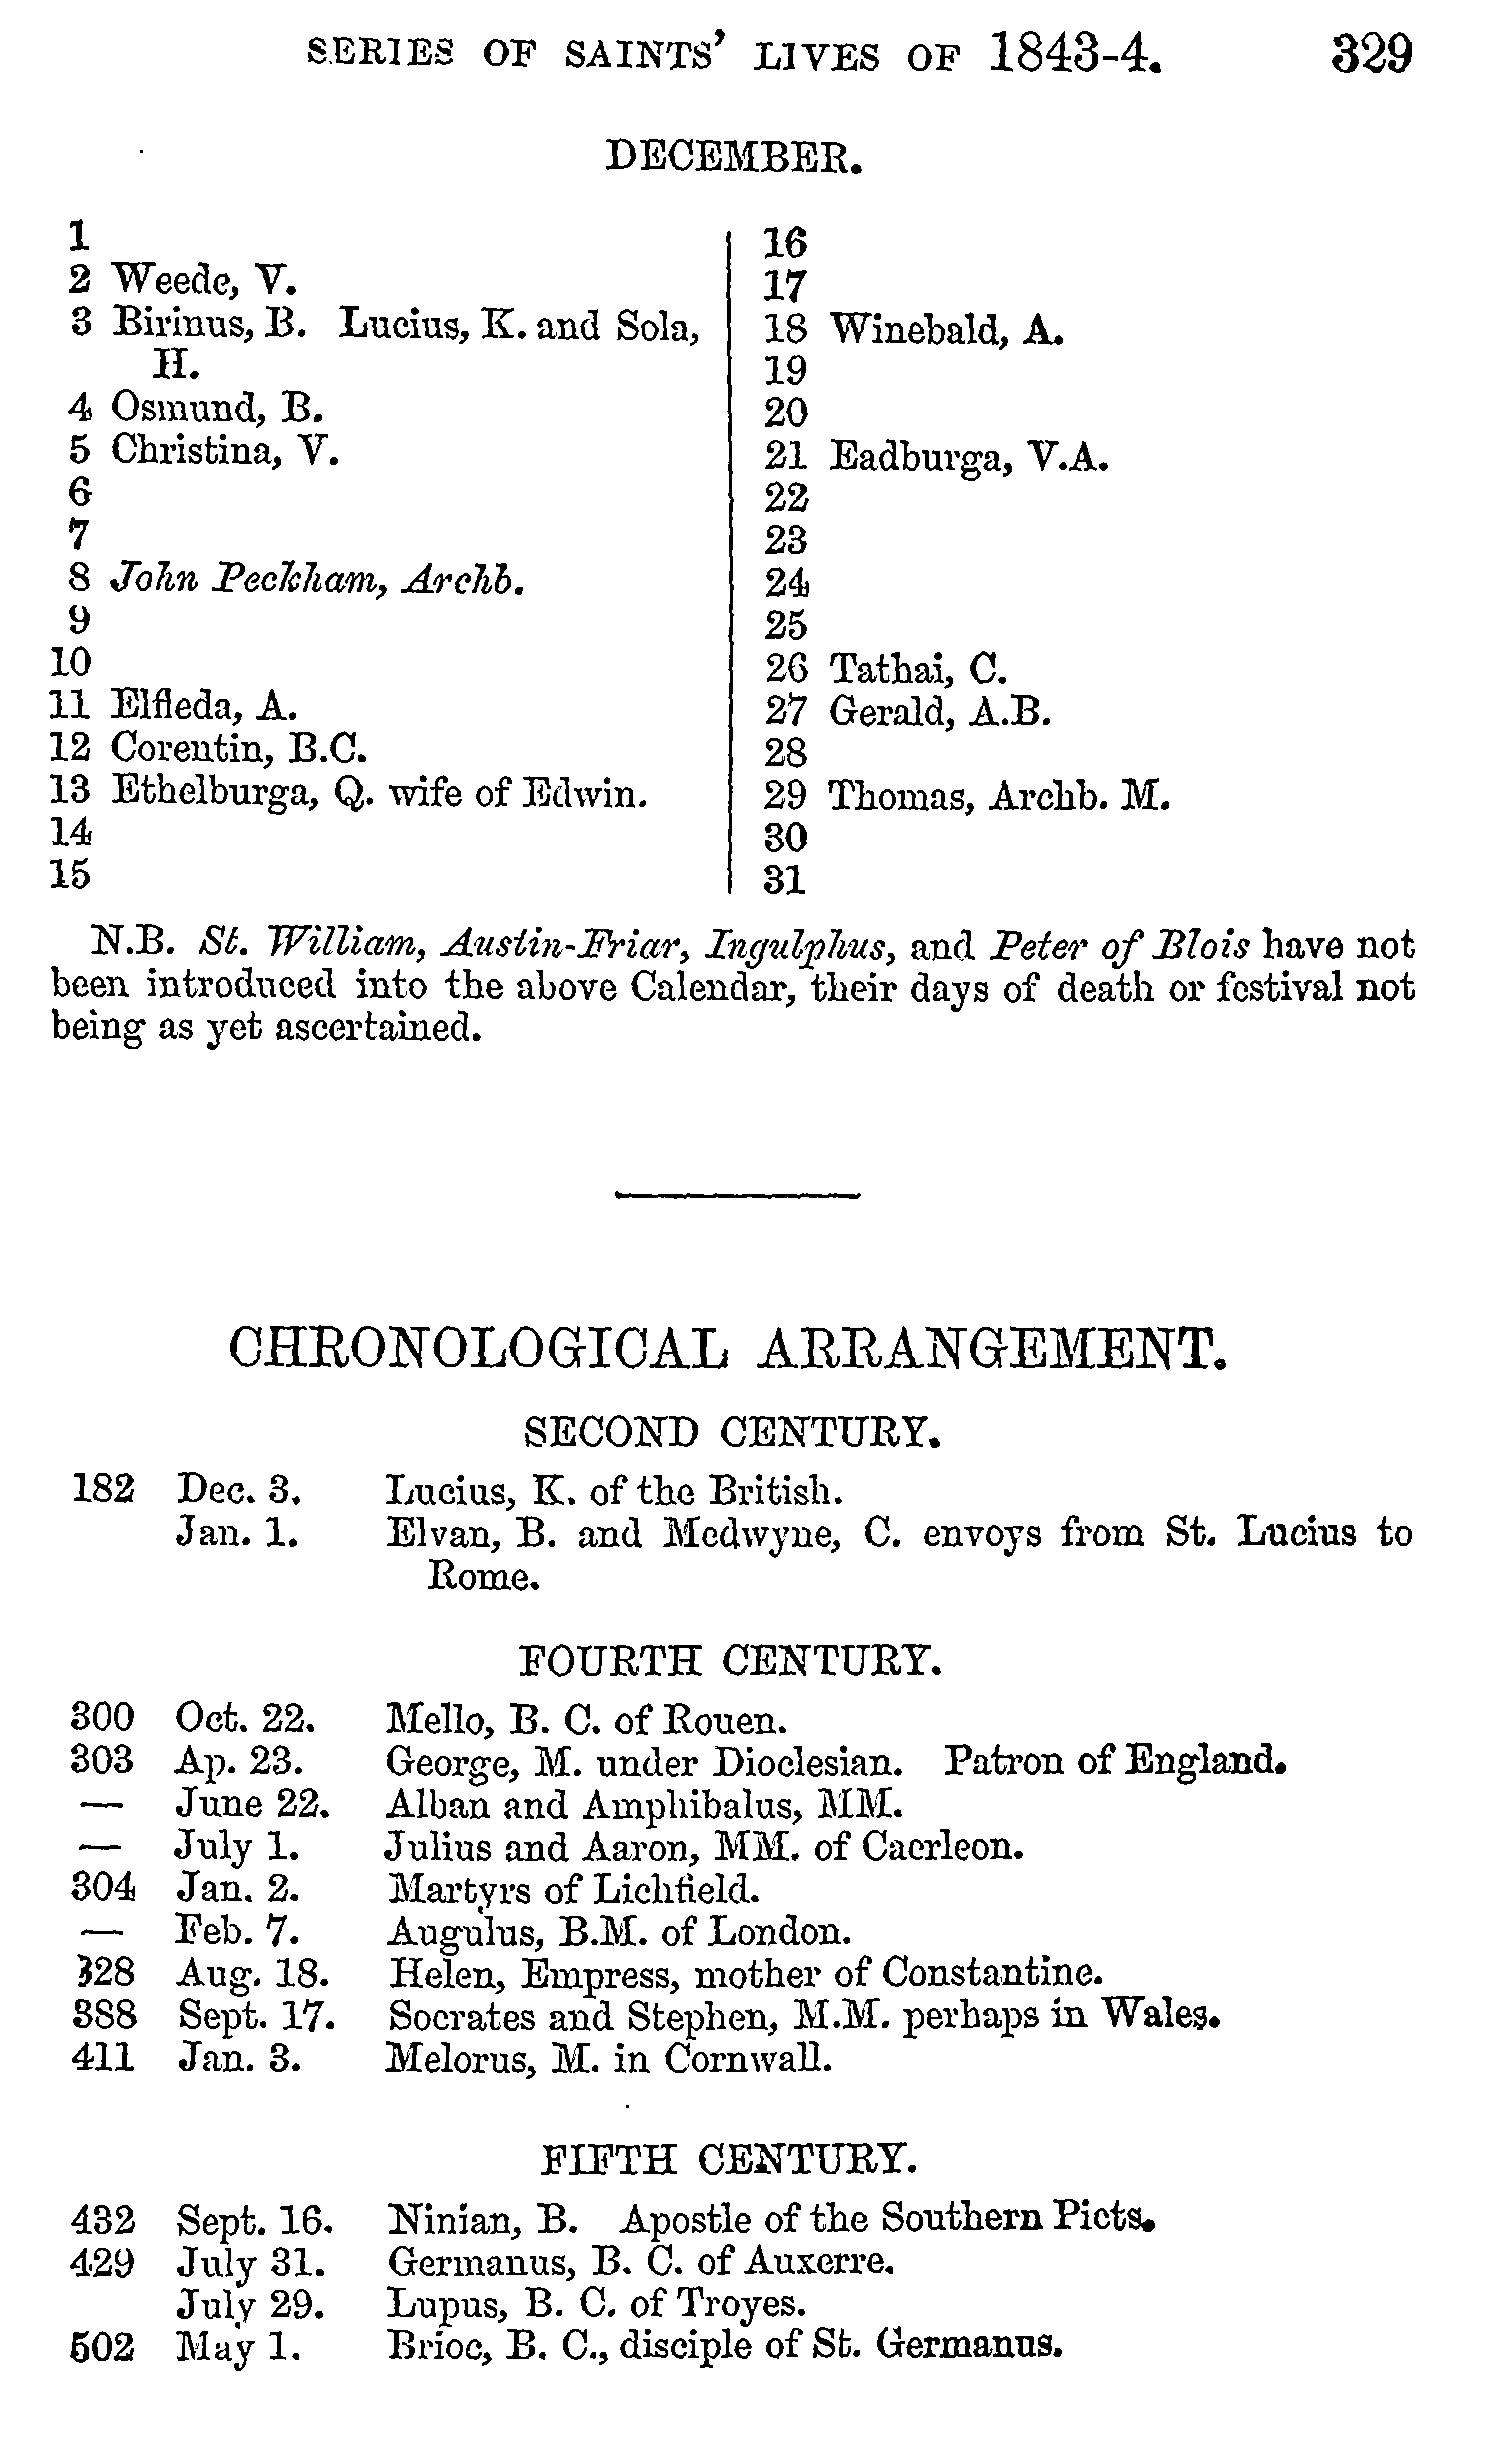 SERIES OF SAINTS' LIVES OF 1843-4. 329
DECEMBER.
1
2 Weede, V.
3 Birinus, B. Lucius, K. and Sola,
H.
4 Osmund, B.
5 Christina, V.
6
7
8 John Peckham, Archb.
9
10
11 Elfleda, A.
12 Corentin, B.C.
13 Ethelburga, Q. wife of Edwin.
14
15
16
17
18 Winebald, A.
19
20
21 Eadburga, V.A.
22
23
24
25
26 Tathai, C.
27 Gerald, A.B.
28
29 Thomas, Archb. M.
30
31
N.B. St. William, Austin-Friar, Ingulphus, and Peter of Blois have not
been introduced into the above Calendar, their days of death or festival not
being as yet ascertained.
CHRONOLOGICAL ARRANGEMENT.
SECOND CENTURY.
182 Dec. 3. Lucius, K. of the British.
Jan. 1. Elvan, B. and Medwyne, C. envoys from St. Lucius to
Rome.
FOURTH CENTURY.
300 Oct. 22. Mello, B. C. of Rouen.
303 Ap. 23. George, M. under Dioclesian. Patron of England.
— June 22. Alban and Amphibalus, MM.
— July 1. Julius and Aaron, MM. of Caerleon.
304 Jan. 2. Martyrs of Lichfield.
— Feb. 7. Augulus, B.M. of London.
328 Aug. 18. Helen, Empress, mother of Constantine.
388 Sept. 17. Socrates and Stephen, M.M. perhaps in Wales.
411 Jan. 3. Melorus, M. in Cornwall.
FIFTH CENTURY.
432 Sept. 16. Ninian, B. Apostle of the Southern Picts.
429 July 31. Germanus, B. C. of Auxerre.
July 29. Lupus, B. C. of Troyes.
502 May 1. Brioc, B. C., disciple of St. Germanus.